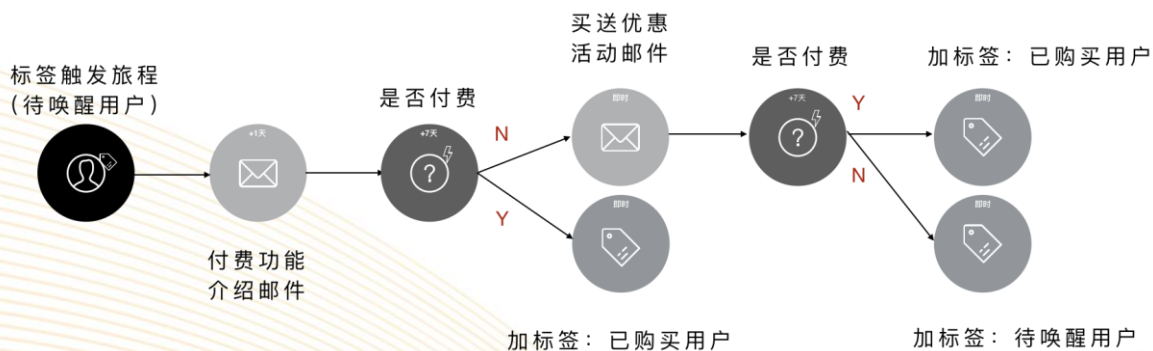 标签触发旅程
(待唤醒用户)
+1天
付费功能
介绍邮件
是否付费
+7天
N
Y
买送优惠
活动邮件
即时
即时
加标签：已购买用户
是否付费
+7天
Y
N
加标签：已购买用户
即时
即时
加标签：待唤醒用户